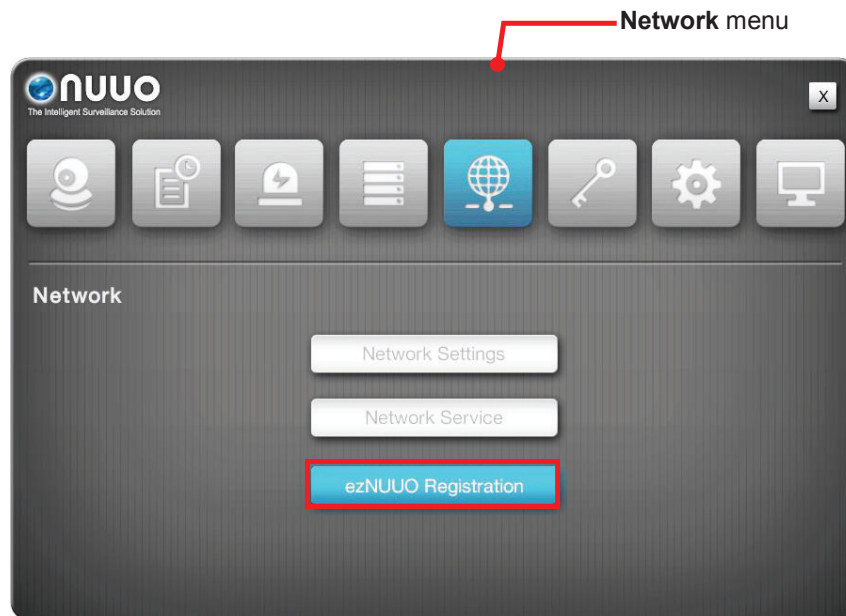 Network menu
nuuo
The Intelligent Surveillance Solution
X
Network
Network Settings
Network Service
ezNUUO Registration